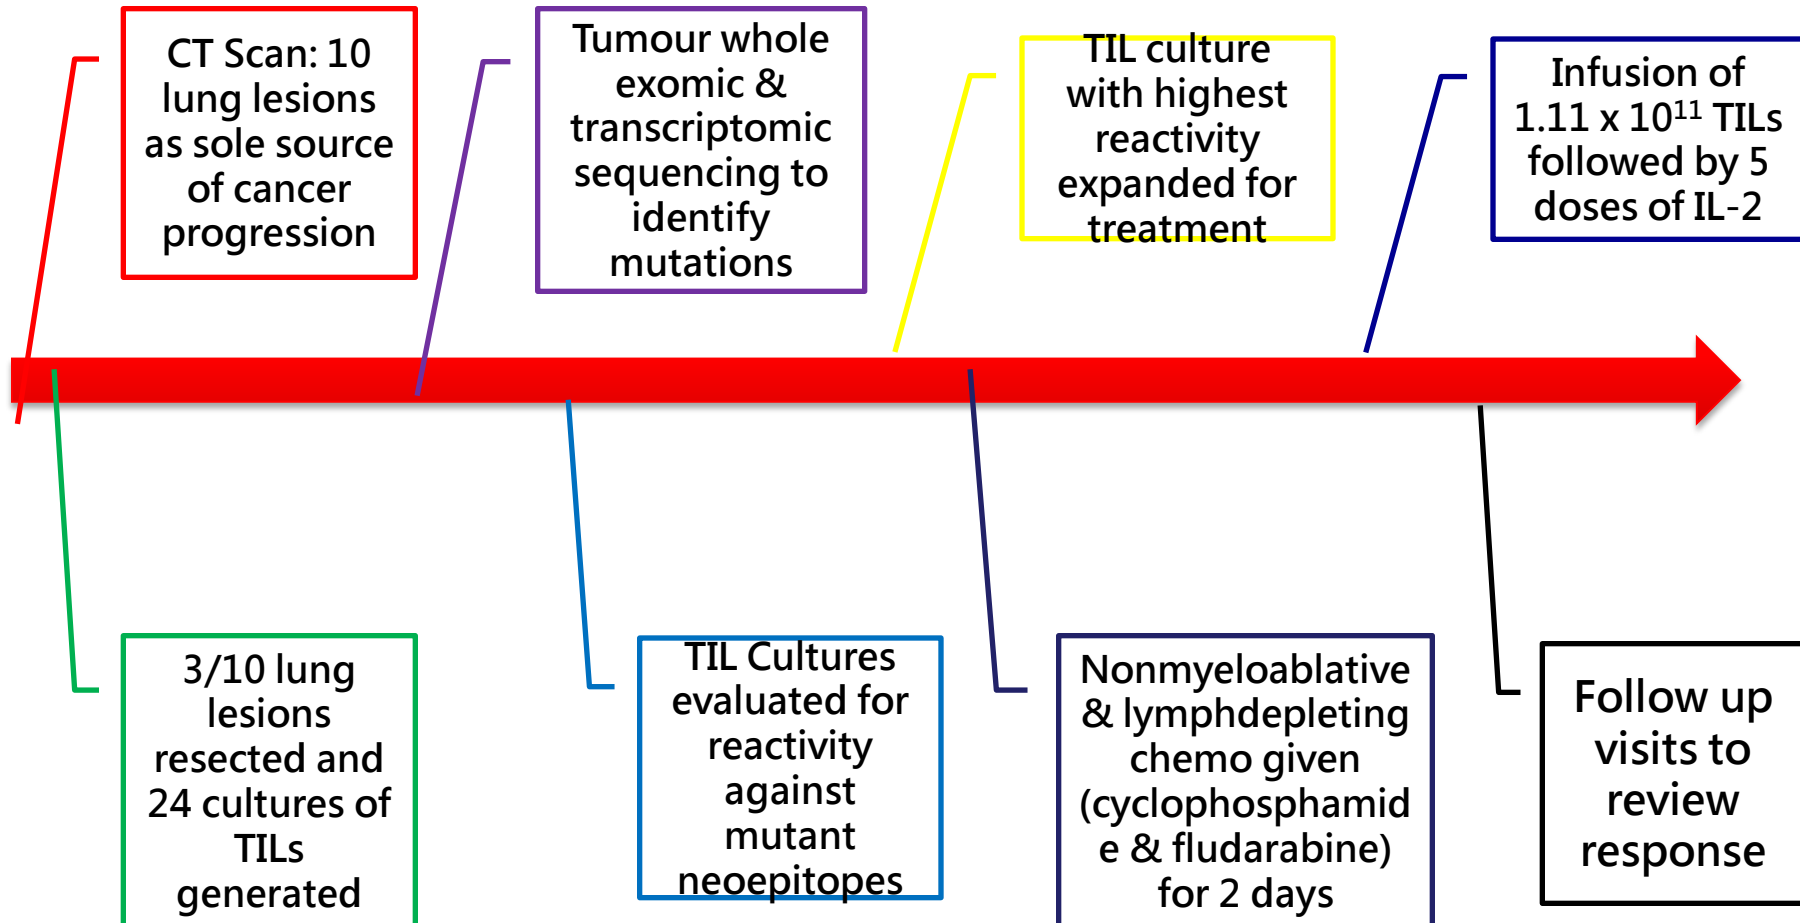 CT Scan: 10
lung lesions
as sole source
of cancer
progression
3/10 lung
lesions
resected and
24 cultures of
TILs
generated
Tumour whole
exomic &
transcriptomic
sequencing to
identify
mutations
TIL Cultures
evaluated for
reactivity
against
mutant
neoepitopes
TIL culture
with highest
reactivity
expanded for
treatment
Nonmyeloablative
& lymphdepleting
chemo given
(cyclophosphamid
e & fludarabine)
for 2 days
Infusion of
1.11 x 10¹¹ TILs
followed by 5
doses of IL-2
Follow up
visits to
review
response